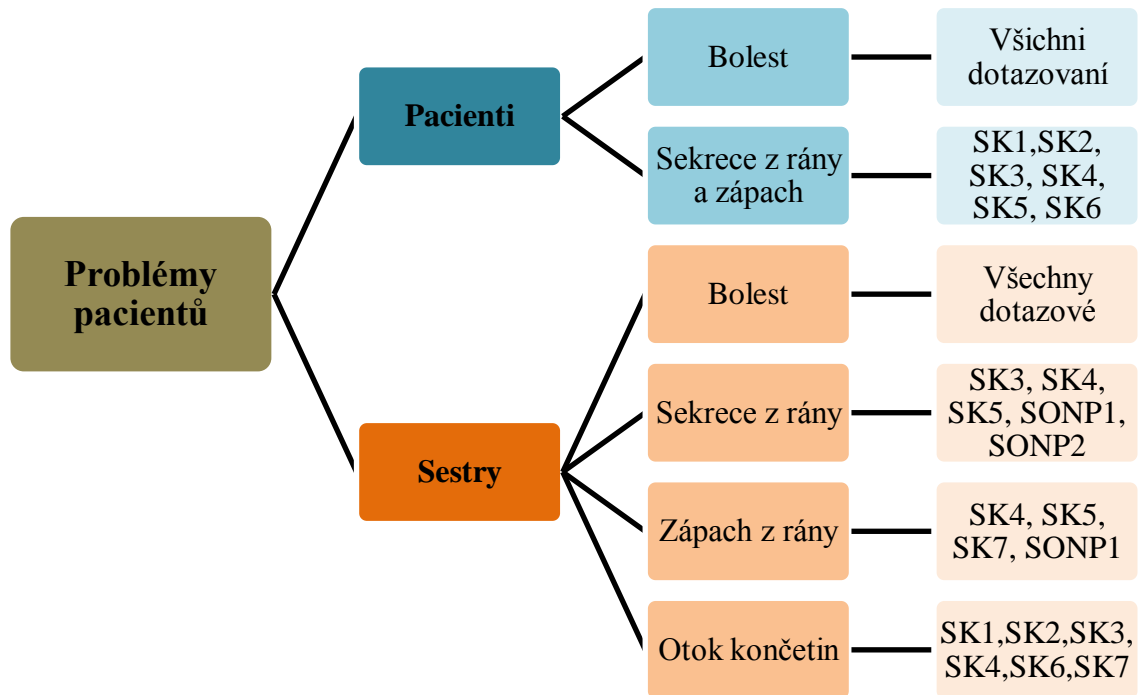 Problémy
pacientů
Pacienti
Bolest
Všichni
dotazovaní
Sekrece z rány
a zápach
SK1,SK2,
SK3, SK4,
SK5, SK6
Sestry
Bolest
Všechny
dotazové
Sekrece z rány
SK3, SK4,
SK5, SONP1,
SONP2
Zápach z rány
SK4, SK5,
SK7, SONP1
Otok končetin
SK1,SK2,SK3,
SK4,SK6,SK7